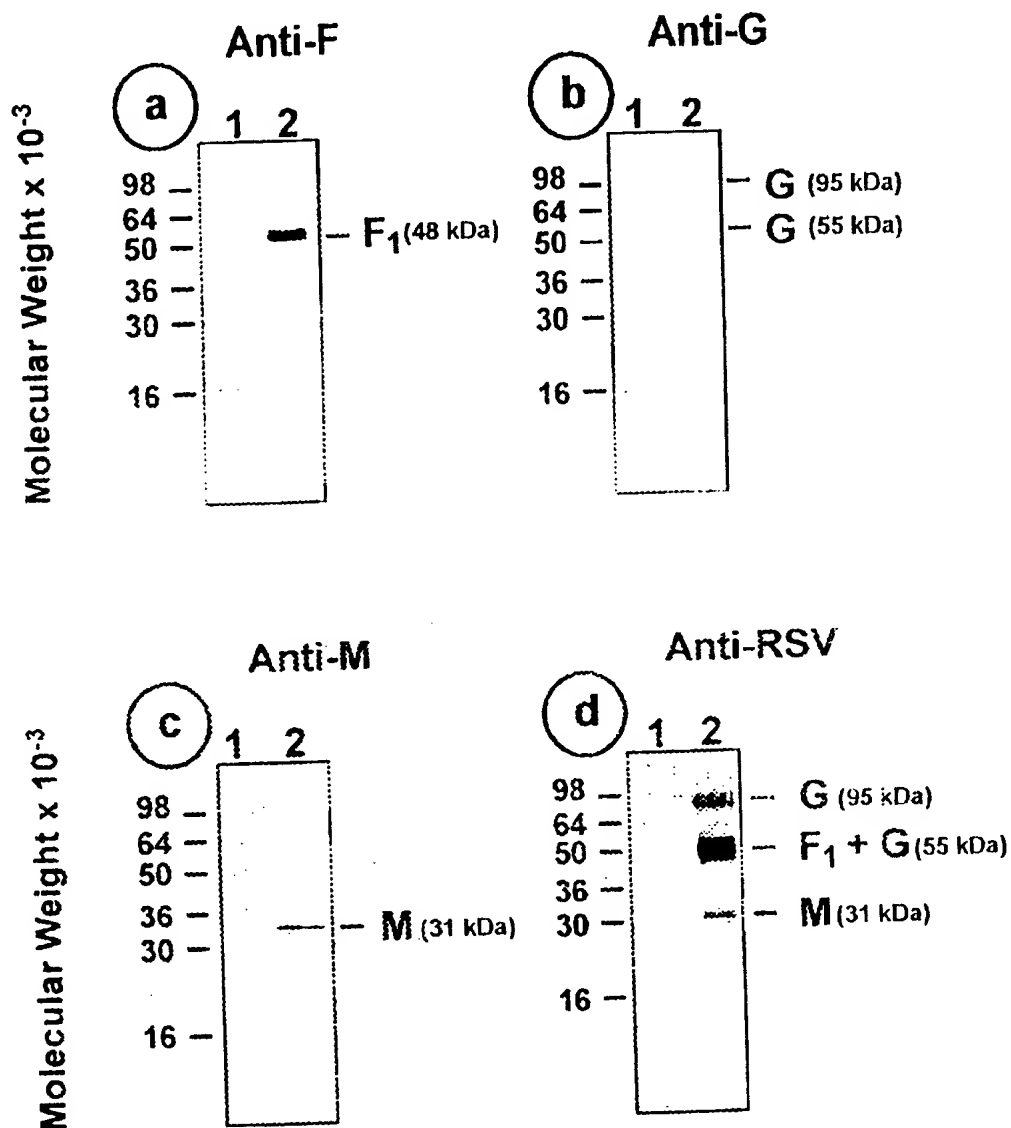 Anti-F
a
1 2
Molecular Weight x 10-3
98
64
50
36
30
16
F1 (48 kDa)
Anti-G
b
1 2
98
64
50
36
30
16
G (95 kDa)
G (55 kDa)
Anti-M
c
1 2
Molecular Weight x 10-3
98
64
50
36
30
16
M (31 kDa)
Anti-RSV
d
1 2
98
64
50
36
30
16
G (95 kDa)
F1 + G (55 kDa)
M (31 kDa)